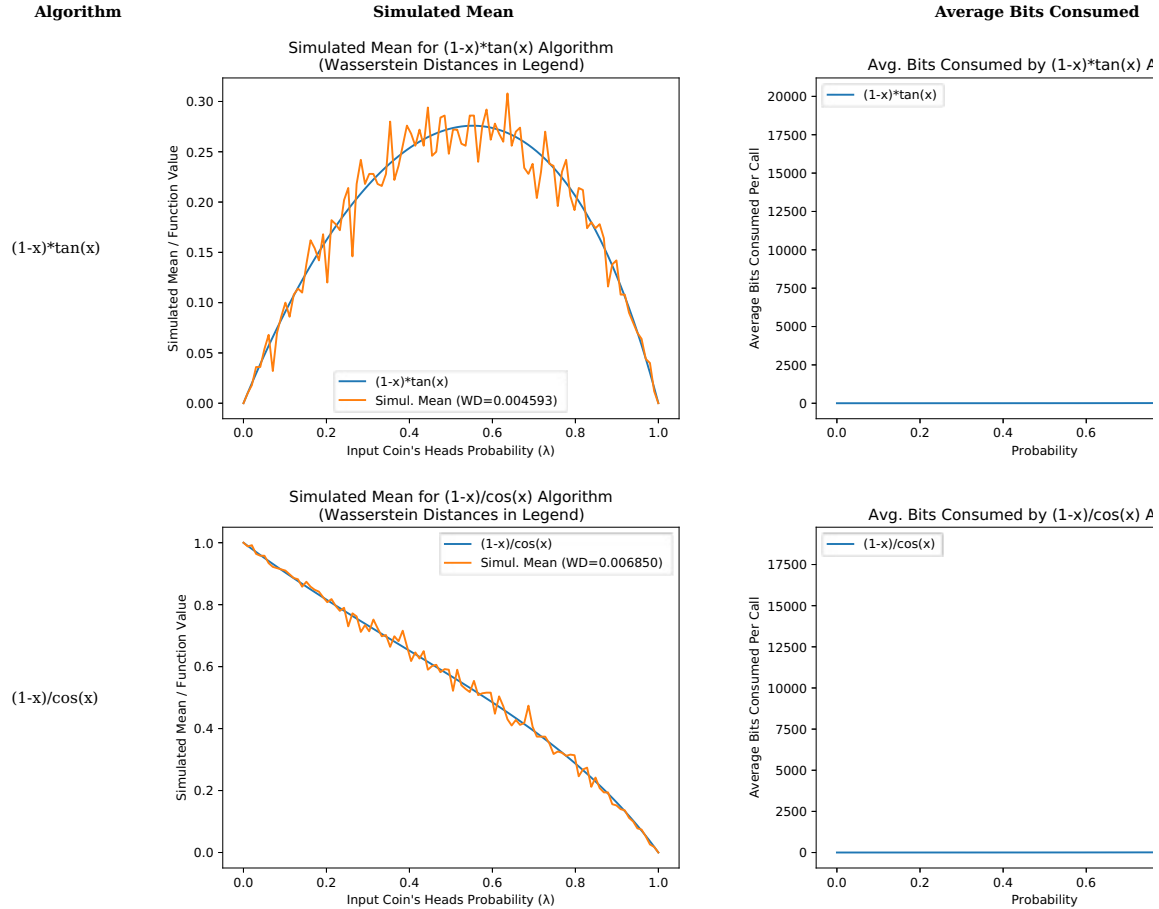 Algorithm
Simulated Mean
Average Bits Consumed
(1-x)*tan(x)
Simulated Mean for (1-x)*tan(x) Algorithm
(Wasserstein Distances in Legend)
Simulated Mean / Function Value
0.30
0.25
0.20
0.15
0.10
0.05
0.00
(1-x)*tan(x)
Simul. Mean (WD=0.004593)
0.0 0.2 0.4 0.6 0.8 1.0
Input Coin's Heads Probability (λ)
Avg. Bits Consumed by (1-x)*tan(x) A
(1-x)*tan(x)
Average Bits Consumed Per Call
20000
17500
15000
12500
10000
7500
5000
2500
0
0.0 0.2 0.4 0.6
Probability
(1-x)/cos(x)
Simulated Mean for (1-x)/cos(x) Algorithm
(Wasserstein Distances in Legend)
(1-x)/cos(x)
Simul. Mean (WD=0.006850)
Simulated Mean / Function Value
1.0
0.8
0.6
0.4
0.2
0.0
0.0 0.2 0.4 0.6 0.8 1.0
Input Coin's Heads Probability (λ)
Avg. Bits Consumed by (1-x)/cos(x) A
(1-x)/cos(x)
Average Bits Consumed Per Call
17500
15000
12500
10000
7500
5000
2500
0
0.0 0.2 0.4 0.6
Probability